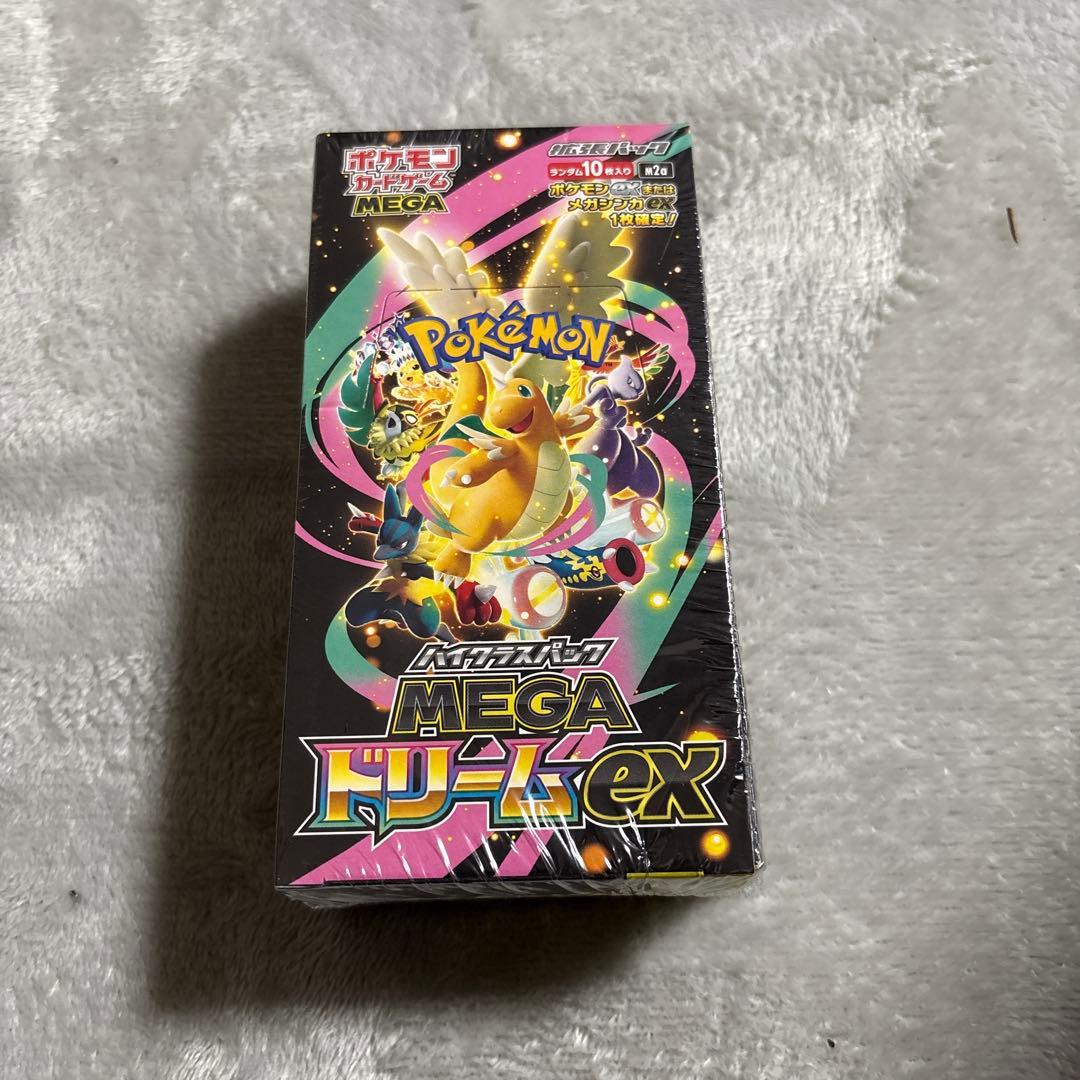 ポケモン
カードゲーム
MEGA
拡張パック
ランダム10枚入り M2a
ポケモンexまたは
メガシンカex
1枚確定!
POKéMON
TM
ハイクラスパック
MEGA
ドリームex